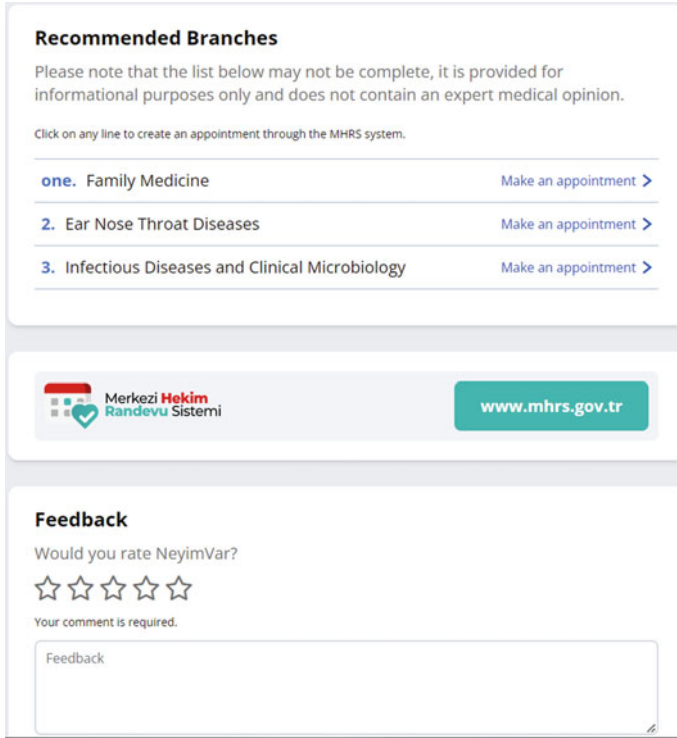 Recommended Branches
Please note that the list below may not be complete, it is provided for
informational purposes only and does not contain an expert medical opinion.
Click on any line to create an appointment through the MHRS system.
one. Family Medicine Make an appointment >
2. Ear Nose Throat Diseases Make an appointment >
3. Infectious Diseases and Clinical Microbiology Make an appointment >
Merkezi Hekim
Randevu Sistemi
www.mhrs.gov.tr
Feedback
Would you rate NeyimVar?
Your comment is required.
Feedback